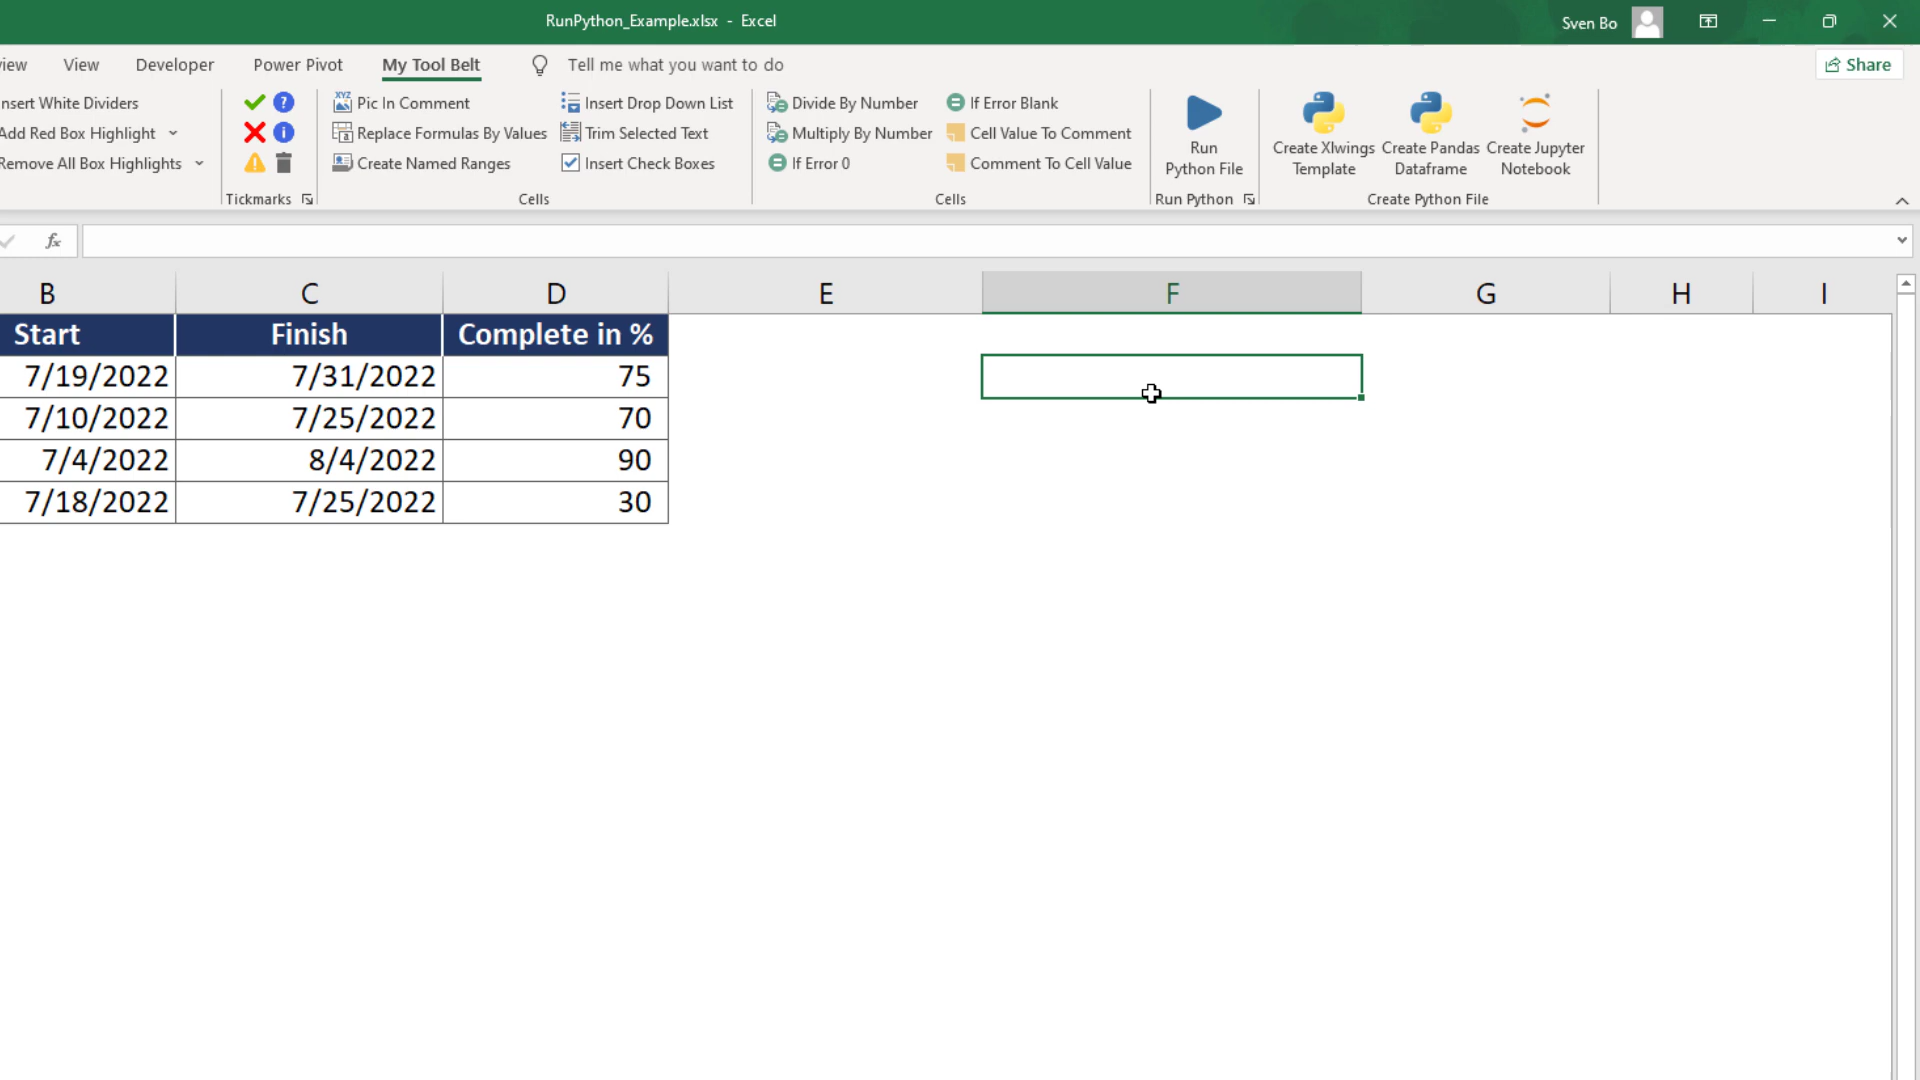 RunPython_Example.xlsx - Excel
Sven Bo
iew View Developer Power Pivot My Tool Belt Tell me what you want to do Share
nsert White Dividers
Add Red Box Highlight
Remove All Box Highlights
Tickmarks
XYZ Pic In Comment
Replace Formulas By Values
Create Named Ranges
Insert Drop Down List
Trim Selected Text
Insert Check Boxes
Cells
Divide By Number
Multiply By Number
If Error 0
If Error Blank
Cell Value To Comment
Comment To Cell Value
Cells
Run
Python File
Run Python
Create Xlwings
Template
Create Pandas
Dataframe
Create Jupyter
Notebook
Create Python File
fx
B C D E F G H I
Start Finish Complete in %
7/19/2022 7/31/2022 75
7/10/2022 7/25/2022 70
7/4/2022 8/4/2022 90
7/18/2022 7/25/2022 30